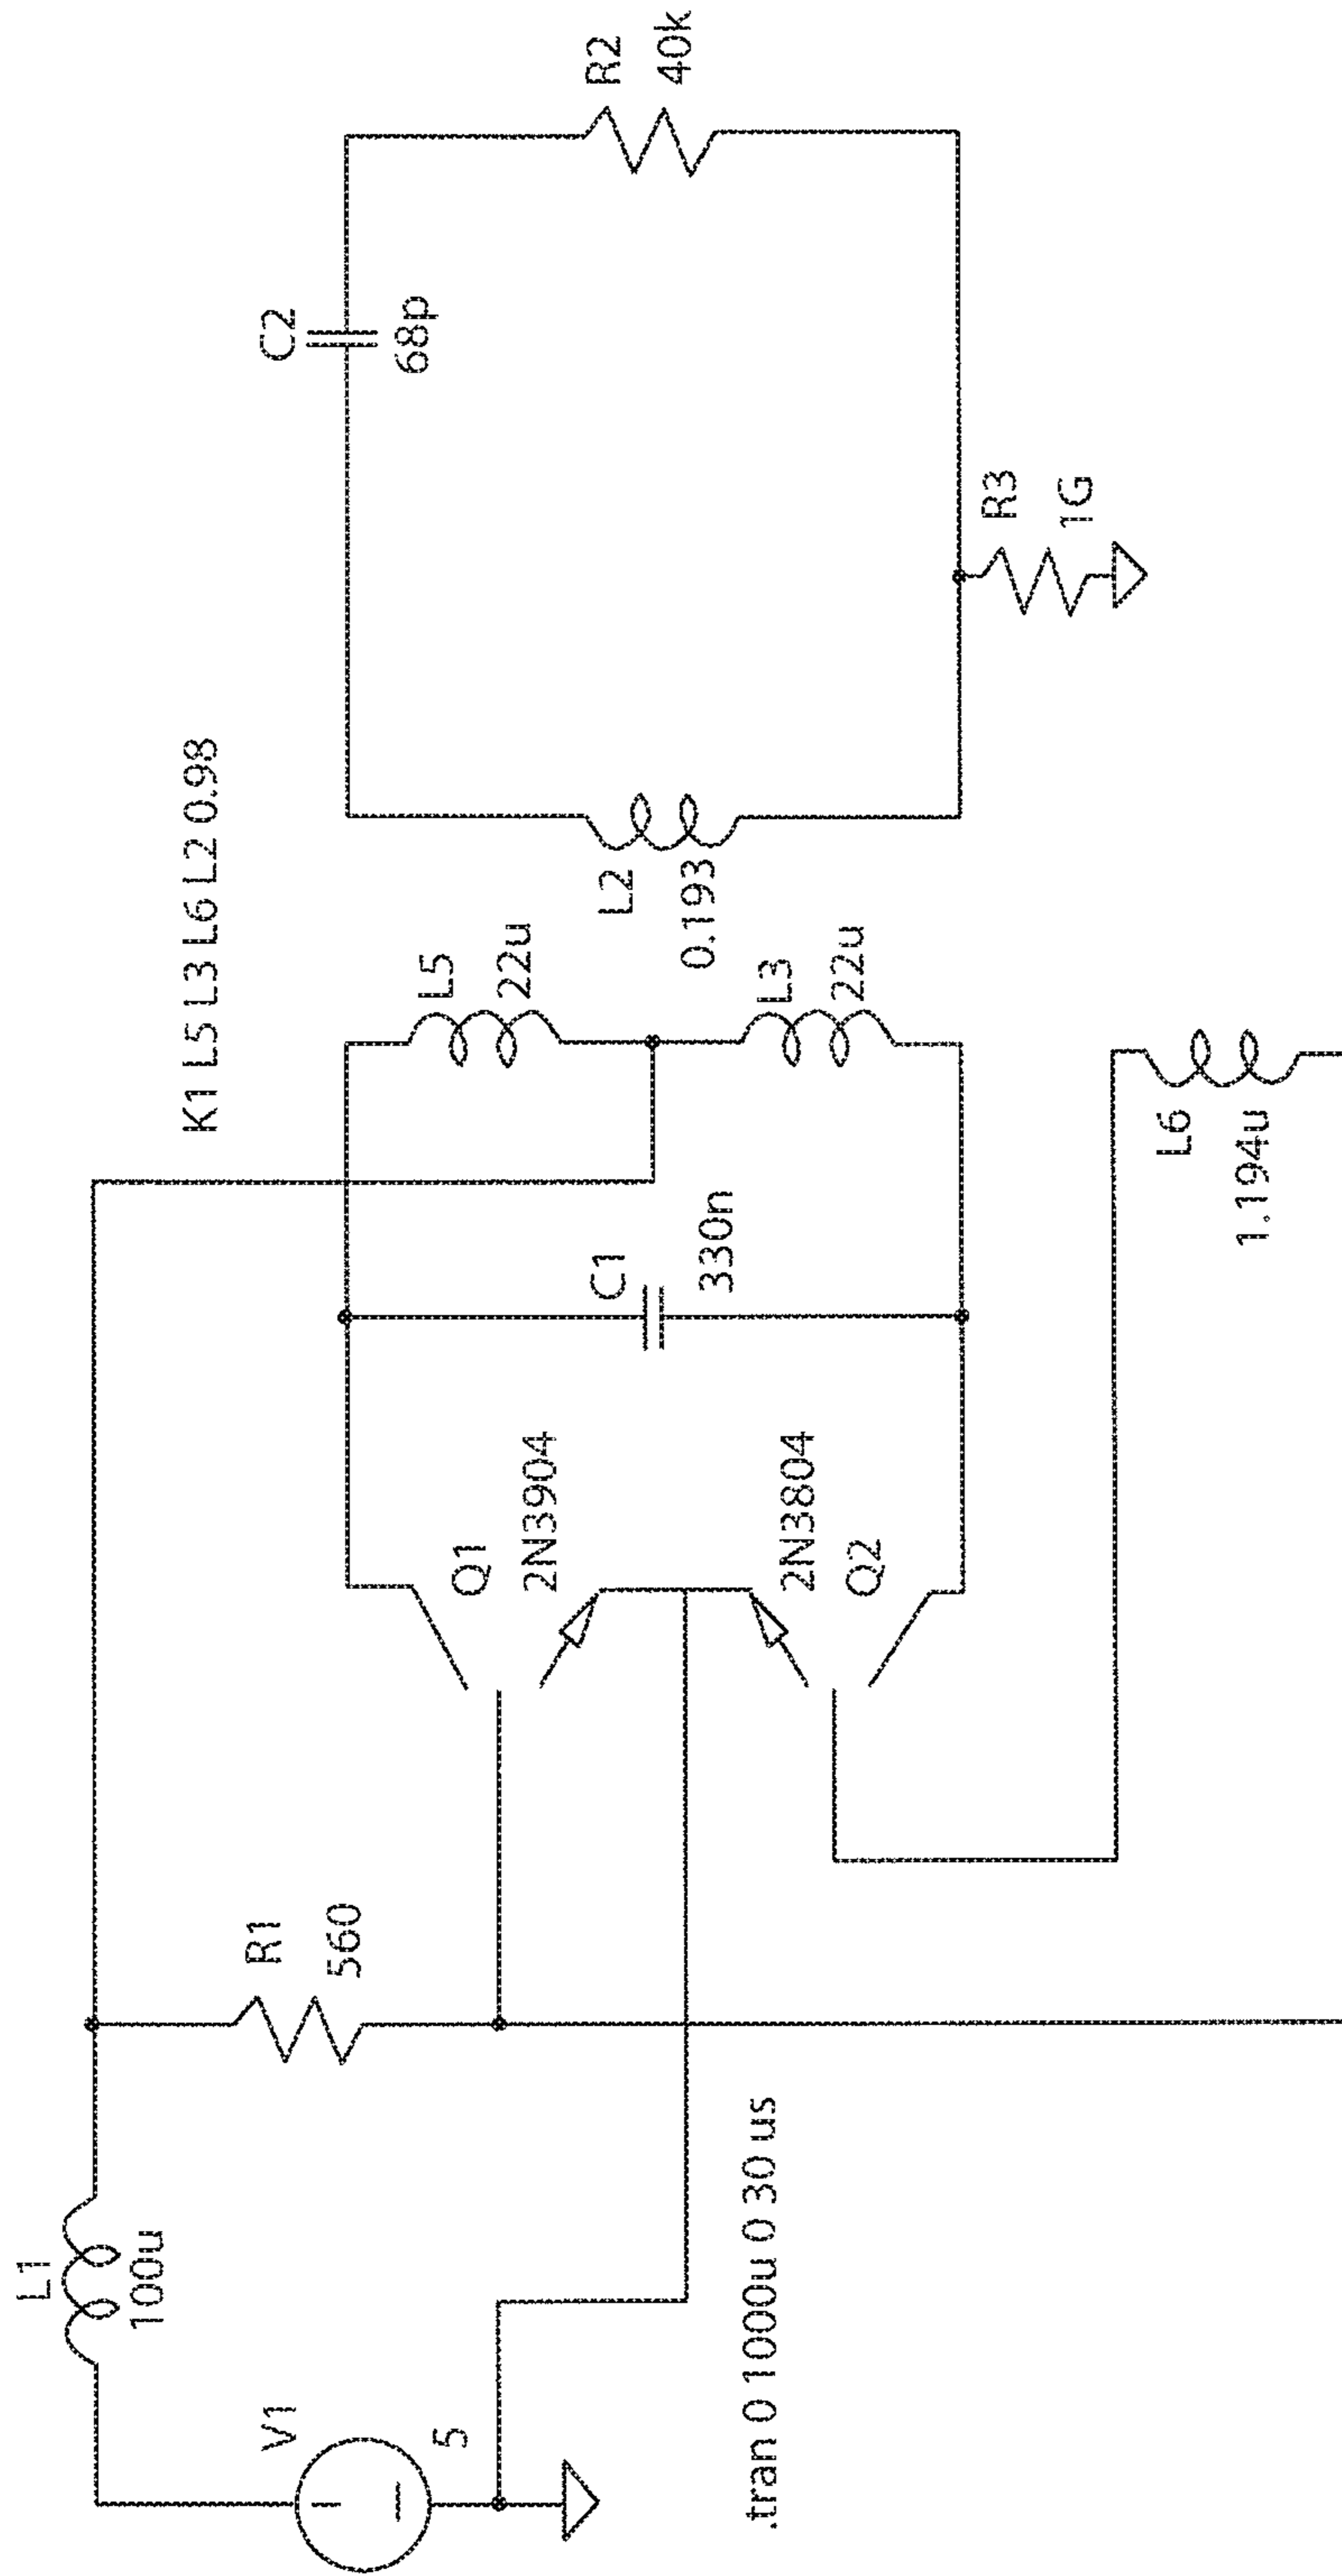 L1
100u
V1
5
R1
560
.tran 0 1000u 0 30 us
Q1
2N3904
2N3804
Q2
C1
330n
K1 L5 L3 L6 L2 0.98
L5
22u
L3
22u
L6
1.194u
L2
0.193
C2
68p
R2
40k
R3
1G